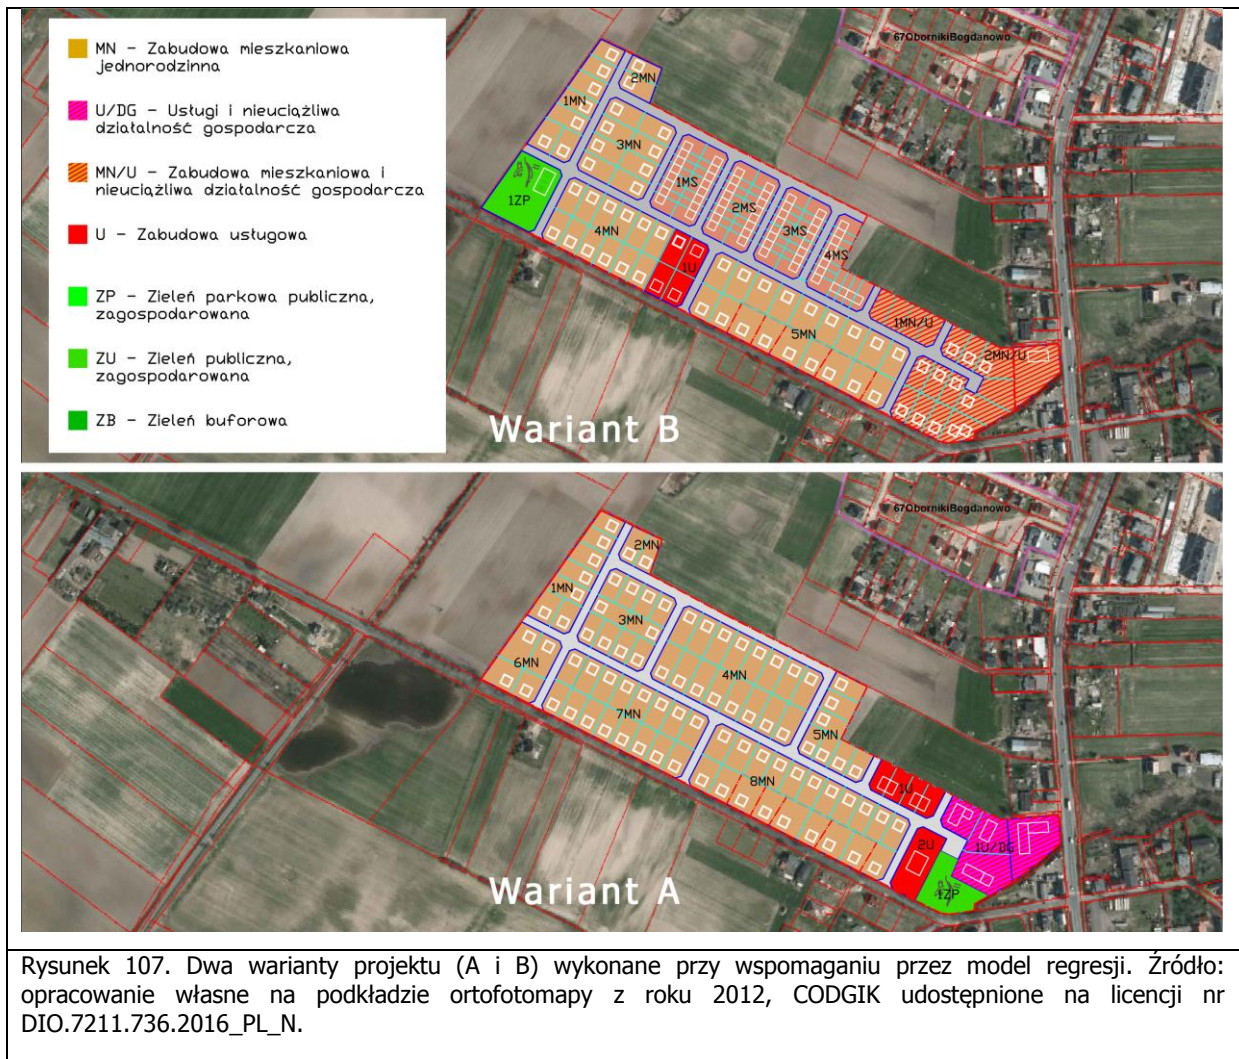 MN – Zabudowa mieszkaniowa
jednorodzinna
U/DG – Usługi i nieuciążliwa
działalność gospodarcza
MN/U – Zabudowa mieszkaniowa i
nieuciążliwa działalność gospodarcza
U – Zabudowa usługowa
ZP – Zieleń parkowa publiczna,
zagospodarowana
ZU – Zieleń publiczna,
zagospodarowana
ZB – Zieleń buforowa
67ObornikiBogdanowo
2MN
1MN
3MN
1MS
2MS
3MS
4MS
1ZP
4MN
1U
5MN
1MN/U
2MN/U
Wariant B
67ObornikiBogdanowo
2MN
1MN
3MN
4MN
6MN
7MN
5MN
8MN
1U
2U
1U/DG
1ZP
Wariant A
Rysunek 107. Dwa warianty projektu (A i B) wykonane przy wspomaganiu przez model regresji. Źródło:
opracowanie własne na podkładzie ortofotomapy z roku 2012, CODGIK udostępnione na licencji nr
DIO.7211.736.2016_PL_N.